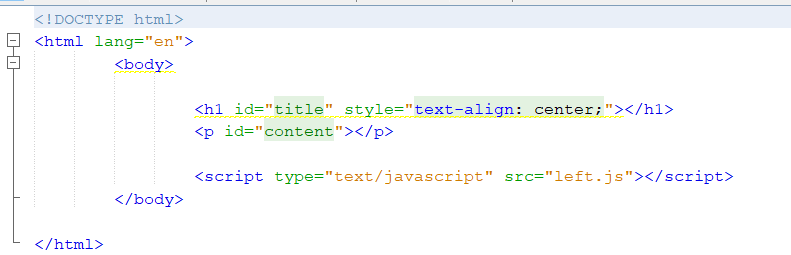 <!DOCTYPE html>
<html lang="en">
<body>
<h1 id="title" style="text-align: center;"></h1>
<p id="content"></p>
<script type="text/javascript" src="left.js"></script>
</body>
</html>